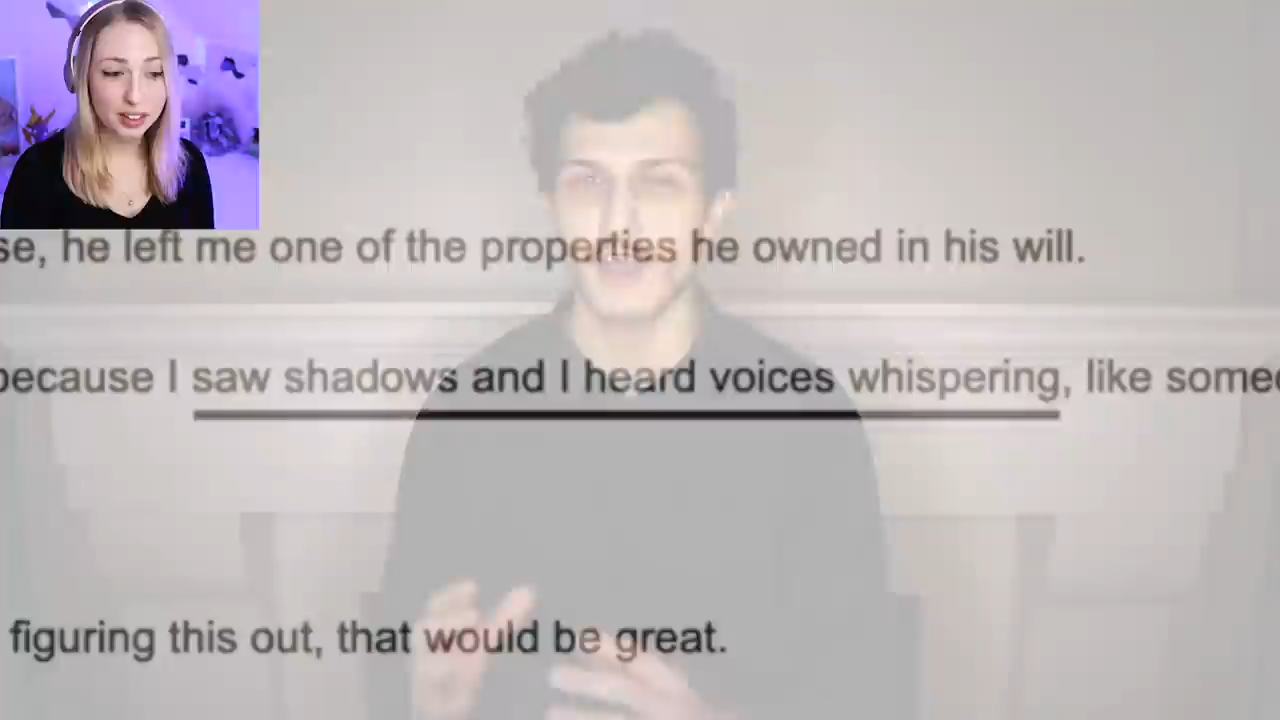 se, he left me one of the properties he owned in his will.
because I saw shadows and I heard voices whispering, like some
figuring this out, that would be great.